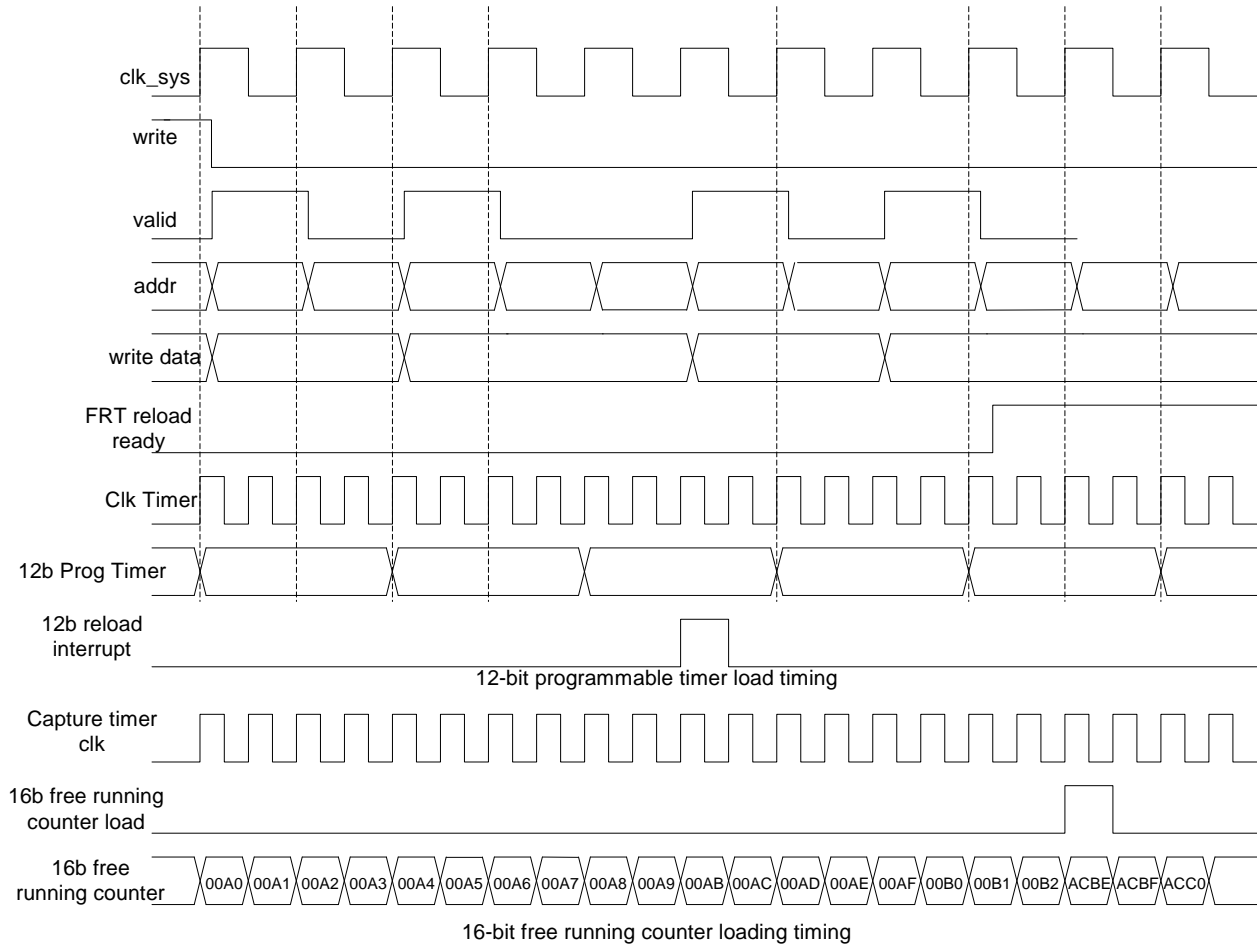 clk_sys
write
valid
addr
write data
FRT reload
ready
Clk Timer
12b Prog Timer
12b reload
interrupt
12-bit programmable timer load timing
Capture timer
clk
16b free running
counter load
16b free
running counter
00A0 00A1 00A2 00A3 00A4 00A5 00A6 00A7 00A8 00A9 00AB 00AC 00AD 00AE 00AF 00B0 00B1 00B2 ACBE ACBF ACC0
16-bit free running counter loading timing